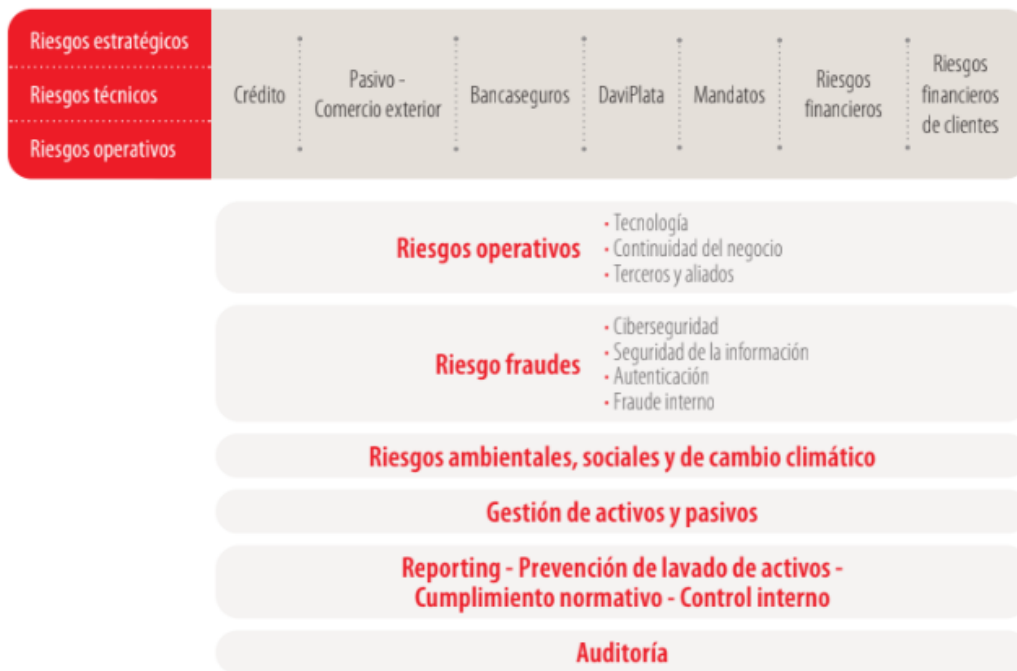 Riesgos estratégicos
Riesgos técnicos
Riesgos operativos
Crédito
Pasivo -
Comercio exterior
Bancaseguros
DaviPlata
Mandatos
Riesgos
financieros
Riesgos
financieros
de clientes
Riesgos operativos
• Tecnología
• Continuidad del negocio
• Terceros y aliados
Riesgo fraudes
• Ciberseguridad
• Seguridad de la información
• Autenticación
• Fraude interno
Riesgos ambientales, sociales y de cambio climático
Gestión de activos y pasivos
Reporting - Prevención de lavado de activos -
Cumplimiento normativo - Control interno
Auditoría